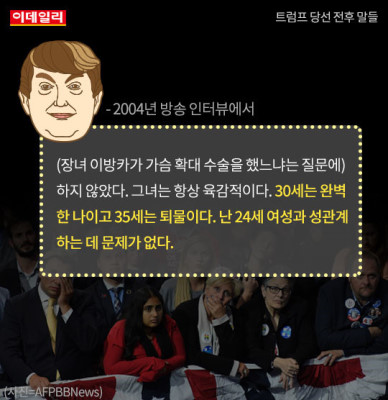 이데일리
트럼프 당선 전후 말들
- 2004년 방송 인터뷰에서
(장녀 이방카가 가슴 확대 수술을 했느냐는 질문에)
하지 않았다. 그녀는 항상 육감적이다. 30세는 완벽
한 나이고 35세는 퇴물이다. 난 24세 여성과 성관계
하는 데 문제가 없다.
(사진=AFPBBNews)